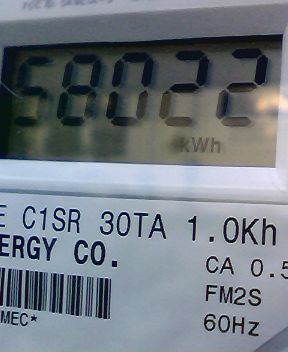 58022
kWh
E C1SR 30TA 1.0Kh
ERGY CO.
CA 0.5
FM2S
MEC*
60Hz